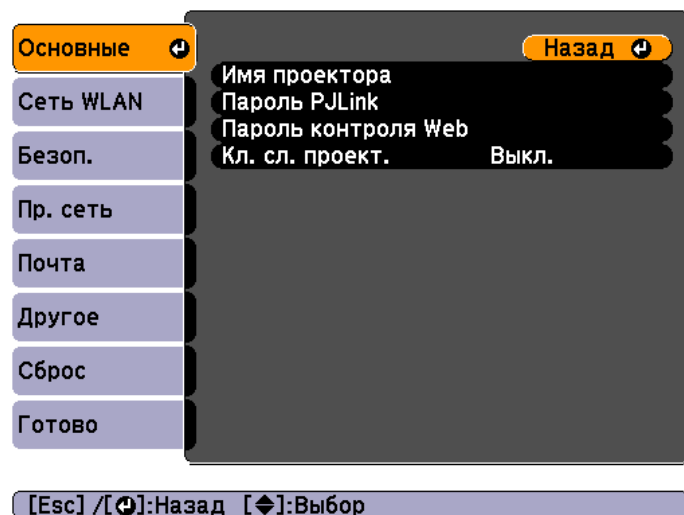 Основные
Сеть WLAN
Безоп.
Пр. сеть
Почта
Другое
Сброс
Готово
Назад
Имя проектора
Пароль PJLink
Пароль контроля Web
Кл. сл. проект. Выкл.
[Esc] /[⏎]:Назад [◆]:Выбор